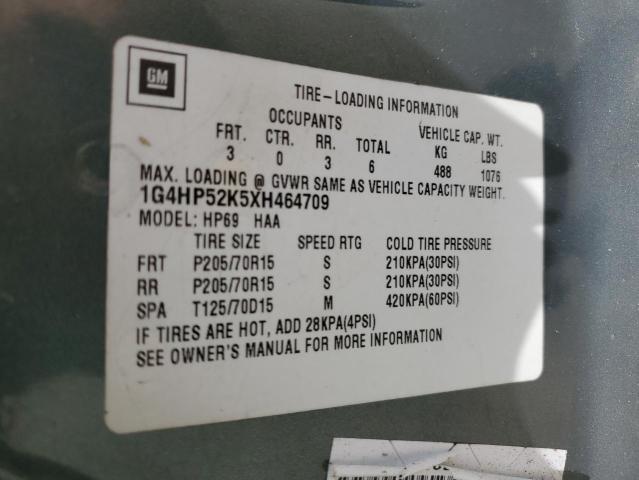 GM
TIRE-LOADING INFORMATION
OCCUPANTS VEHICLE CAP. WT.
FRT. CTR. RR. TOTAL KG LBS
3 0 3 6 488 1076
MAX. LOADING @ GVWR SAME AS VEHICLE CAPACITY WEIGHT.
1G4HP52K5XH464709
MODEL: HP69 HAA
TIRE SIZE SPEED RTG COLD TIRE PRESSURE
FRT P205/70R15 S 210KPA(30PSI)
RR P205/70R15 S 210KPA(30PSI)
SPA T125/70D15 M 420KPA(60PSI)
IF TIRES ARE HOT, ADD 28KPA(4PSI)
SEE OWNER'S MANUAL FOR MORE INFORMATION